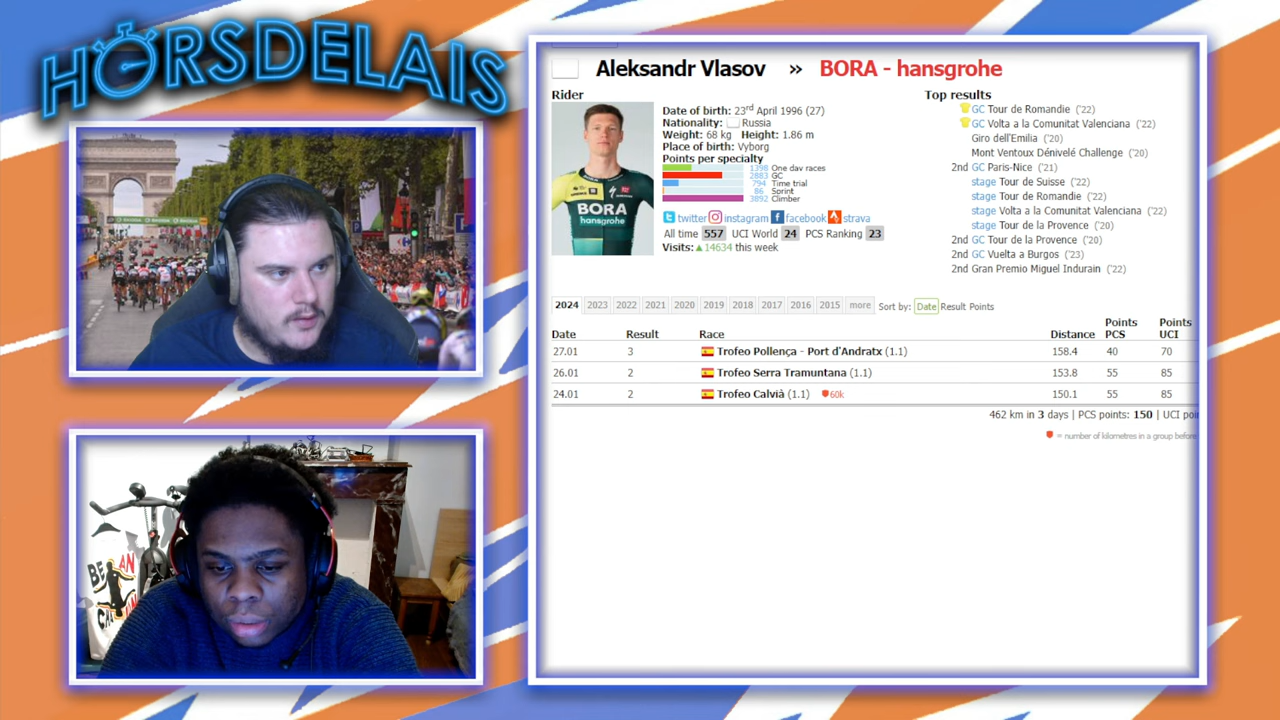 HORSDELAIS
Aleksandr Vlasov » BORA - hansgrohe
Rider
Date of birth: 23rd April 1996 (27)
Nationality: Russia
Weight: 68 kg Height: 1.86 m
Place of birth: Vyborg
Points per specialty
1398 One day races
2883 GC
794 Time trial
86 Sprint
3892 Climber
twitter instagram facebook strava
All time 557 UCI World 24 PCS Ranking 23
Visits: ▲14634 this week
BORA
hansgrohe
Top results
GC Tour de Romandie ('22)
GC Volta a la Comunitat Valenciana ('22)
Giro dell'Emilia ('20)
Mont Ventoux Dénivelé Challenge ('20)
2nd GC Paris-Nice ('21)
stage Tour de Suisse ('22)
stage Tour de Romandie ('22)
stage Volta a la Comunitat Valenciana ('22)
stage Tour de la Provence ('20)
2nd GC Tour de la Provence ('20)
2nd GC Vuelta a Burgos ('23)
2nd Gran Premio Miguel Indurain ('22)
2024 2023 2022 2021 2020 2019 2018 2017 2016 2015 more Sort by: Date Result Points
Date Result Race Distance Points PCS Points UCI
27.01 3 Trofeo Pollença - Port d'Andratx (1.1) 158.4 40 70
26.01 2 Trofeo Serra Tramuntana (1.1) 153.8 55 85
24.01 2 Trofeo Calvià (1.1) 60k 150.1 55 85
462 km in 3 days | PCS points: 150 | UCI poin
= number of kilometres in a group before
BE
AN